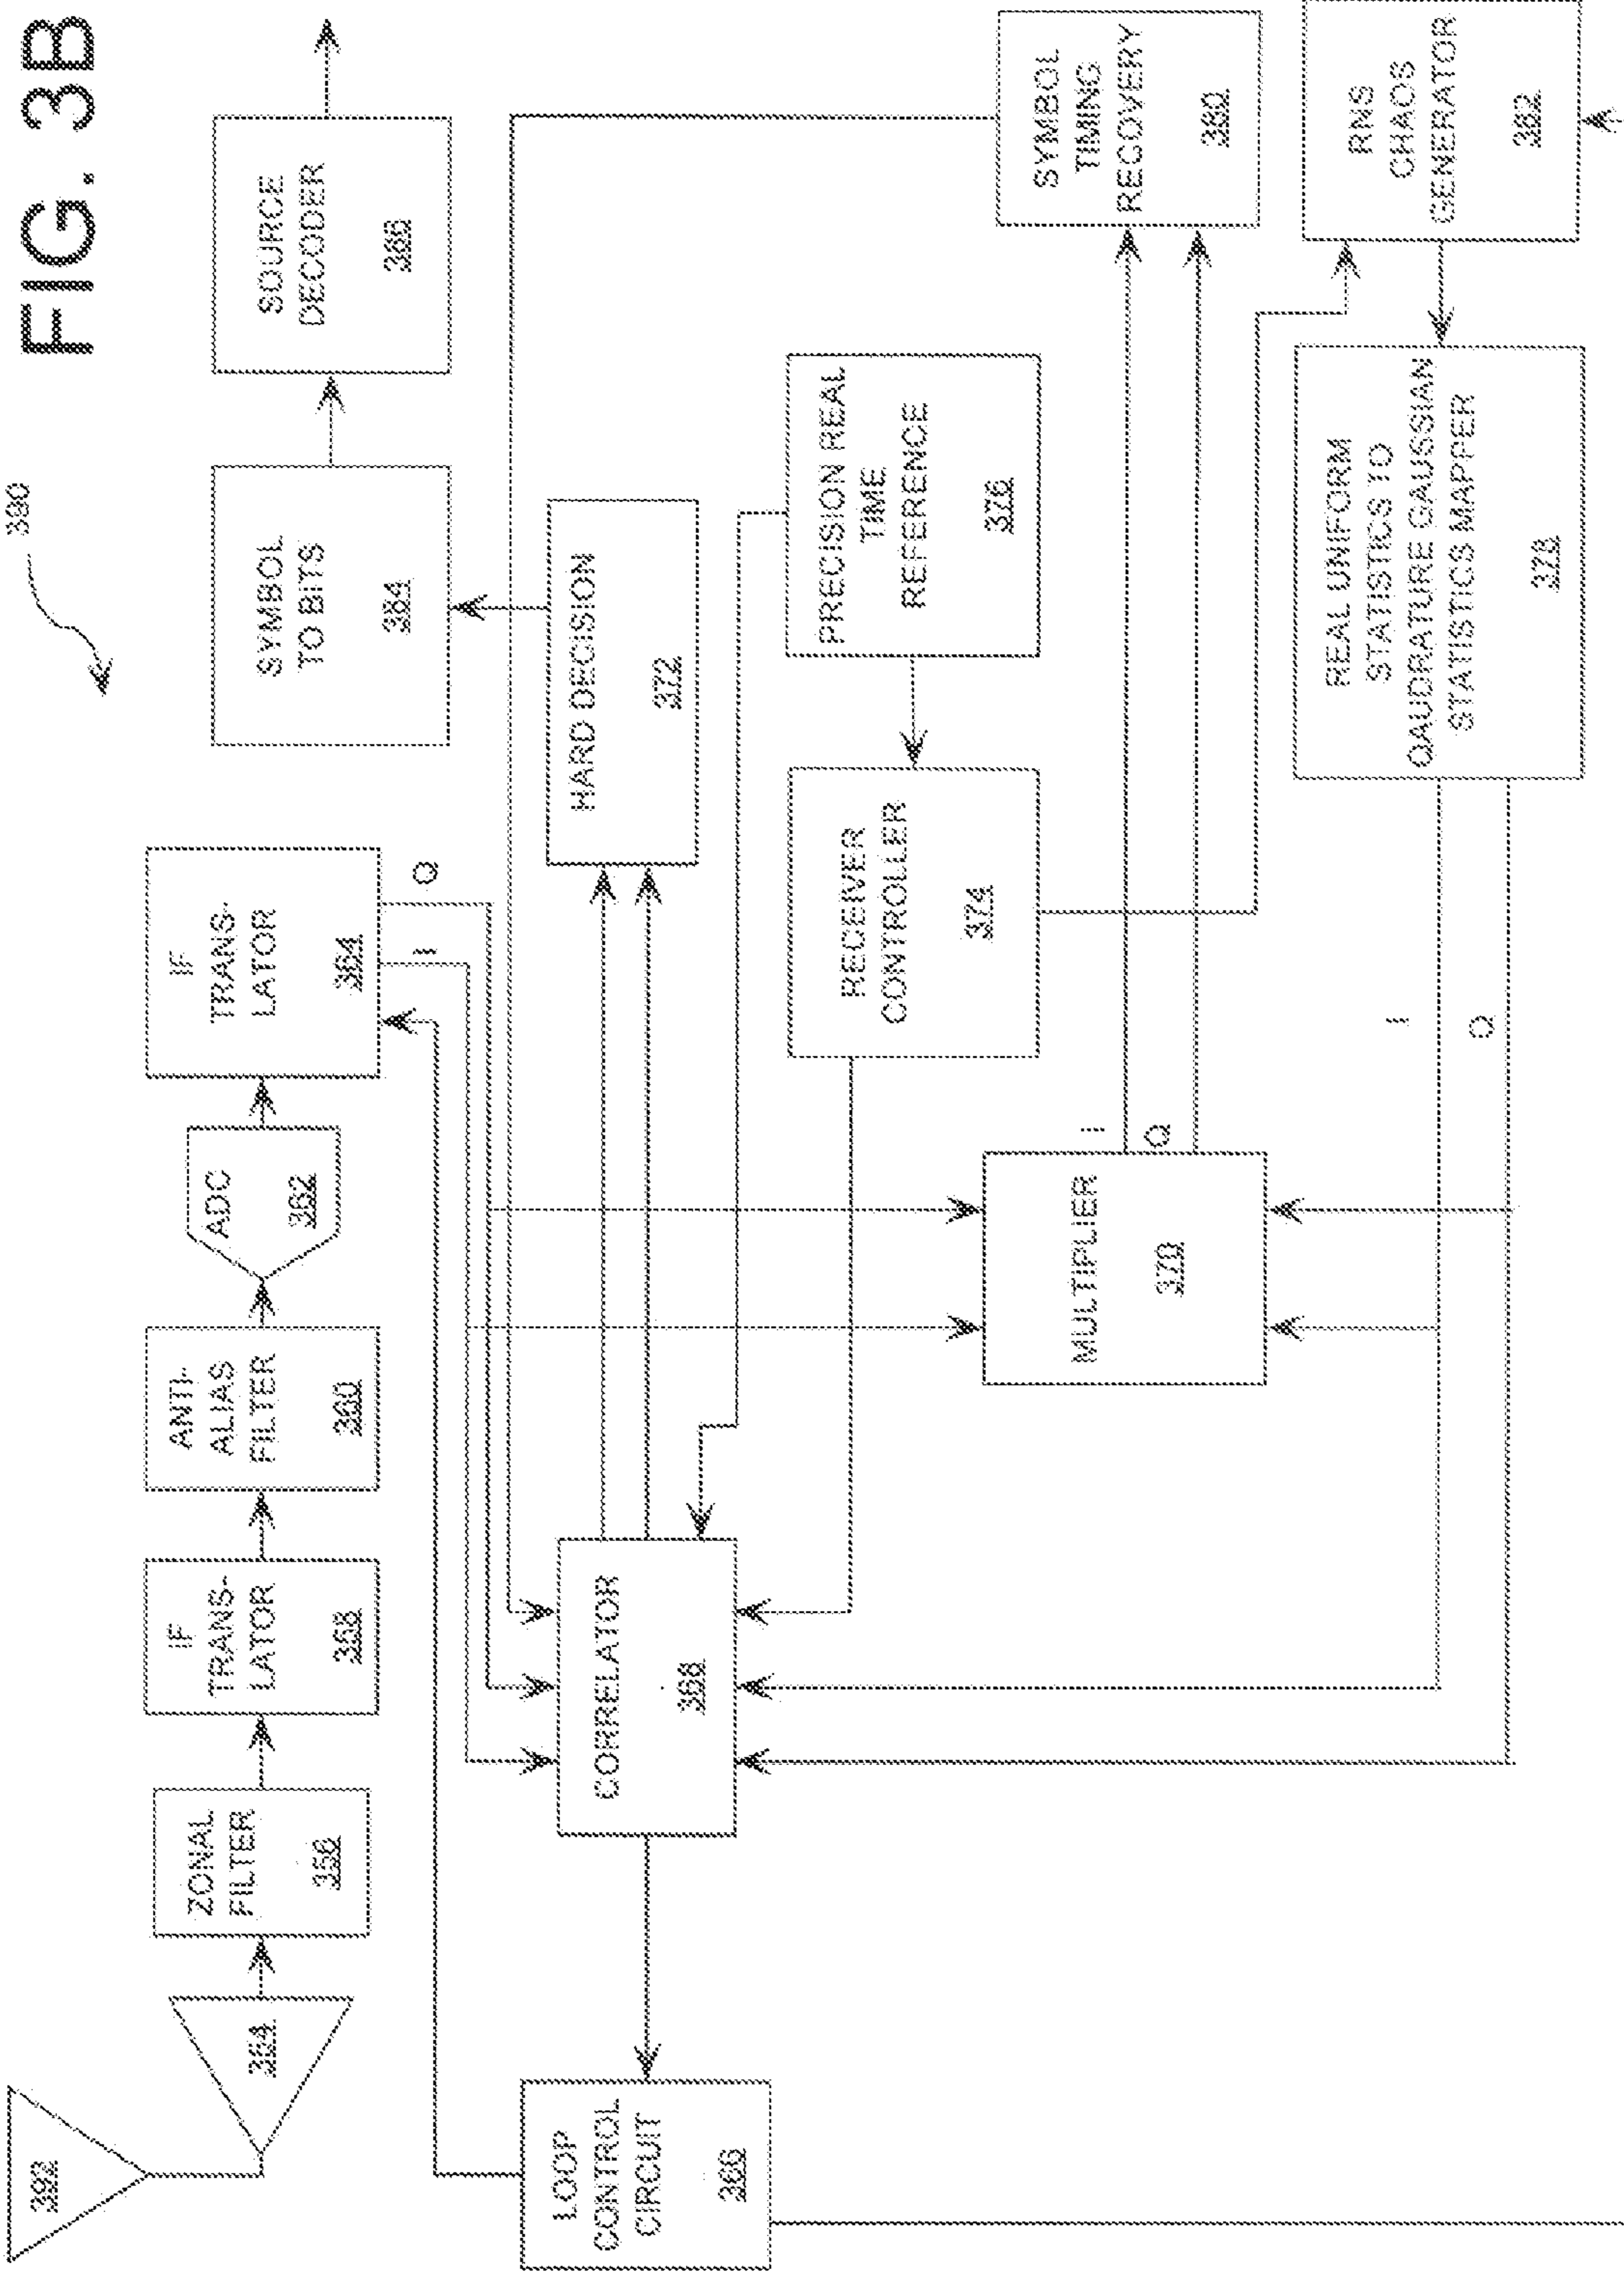 FIG. 3B
390
392
354
ZONAL
FILTER
356
IF
TRANS-
LATOR
358
ANTI-
ALIAS
FILTER
360
ADC
362
IF
TRANS-
LATOR
364
Q
I
SYMBOL
TO BITS
384
SOURCE
DECODER
386
LOOP
CONTROL
CIRCUIT
366
CORRELATOR
368
HARD DECISION
372
RECEIVER
CONTROLLER
374
PRECISION REAL
TIME
REFERENCE
376
MULTIPLIER
370
I
Q
SYMBOL
TIMING
RECOVERY
380
I
Q
REAL UNIFORM
STATISTICS TO
QAUDRATURE GAUSSIAN
STATISTICS MAPPER
378
RNS
CHAOS
GENERATOR
382